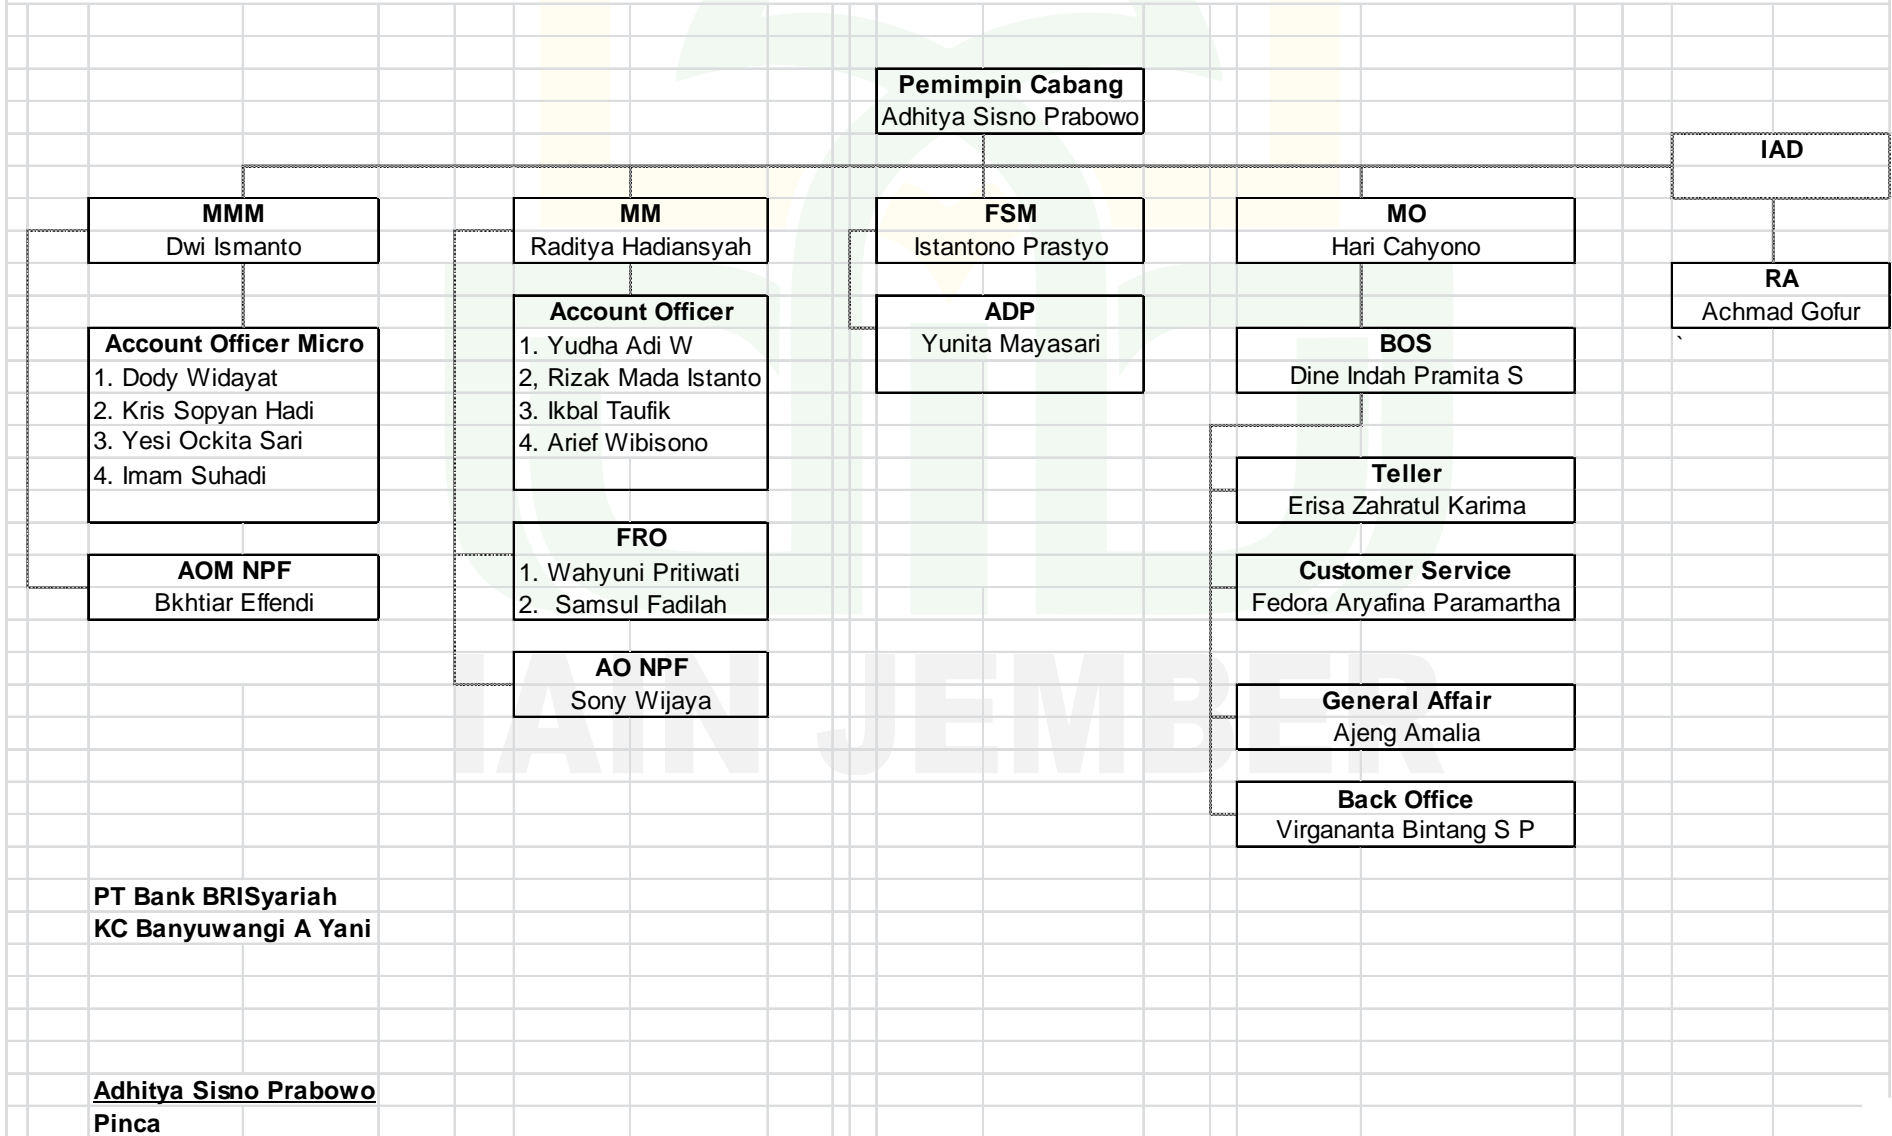 Pemimpin Cabang
Adhitya Sisno Prabowo
IAD
MMM
Dwi Ismanto
MM
Raditya Hadiansyah
FSM
Istantono Prastyo
MO
Hari Cahyono
RA
Achmad Gofur
`
Account Officer Micro
1. Dody Widayat
2. Kris Sopyan Hadi
3. Yesi Ockita Sari
4. Imam Suhadi
Account Officer
1. Yudha Adi W
2, Rizak Mada Istanto
3. Ikbal Taufik
4. Arief Wibisono
ADP
Yunita Mayasari
BOS
Dine Indah Pramita S
Teller
Erisa Zahratul Karima
AOM NPF
Bkhtiar Effendi
FRO
1. Wahyuni Pritiwati
2. Samsul Fadilah
Customer Service
Fedora Aryafina Paramartha
AO NPF
Sony Wijaya
General Affair
Ajeng Amalia
Back Office
Virgananta Bintang S P
IAIN JEMBER
PT Bank BRISyariah
KC Banyuwangi A Yani
Adhitya Sisno Prabowo
Pinca